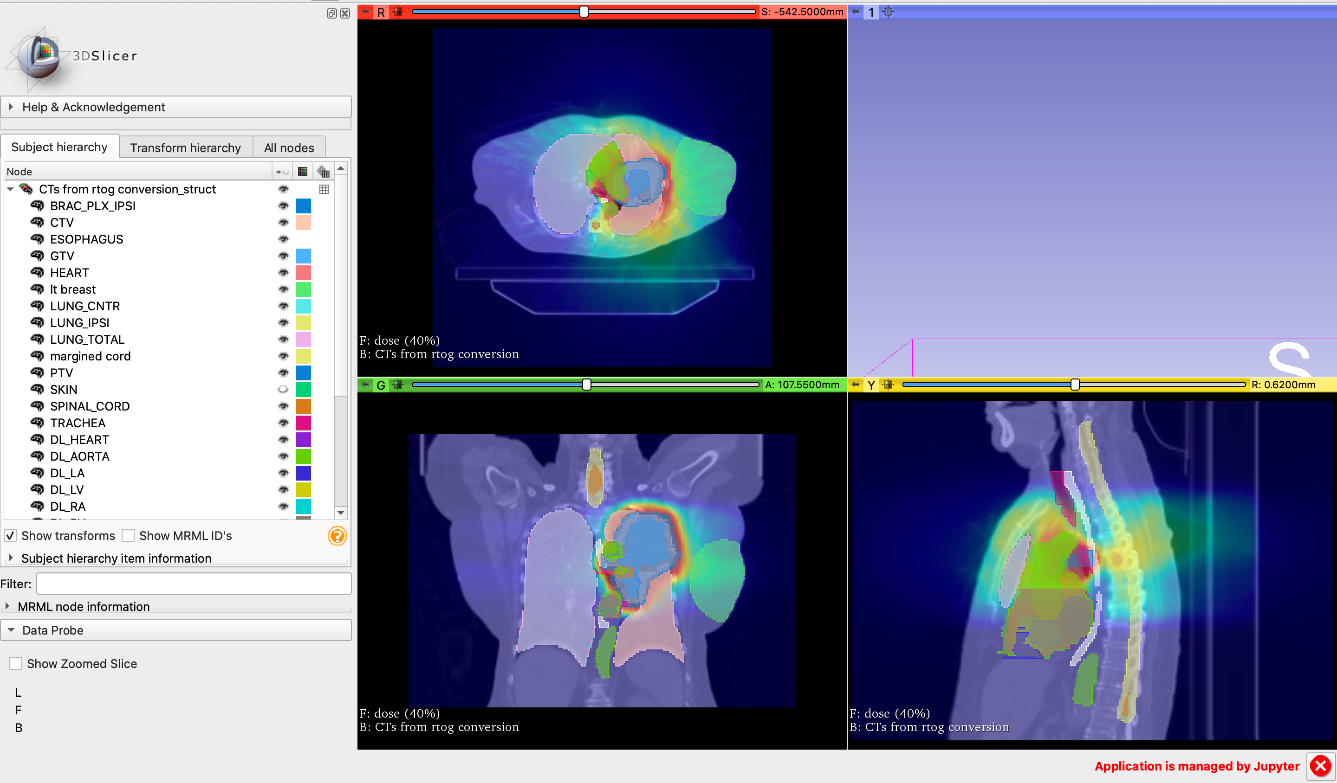 3DSlicer
Help & Acknowledgement
Subject hierarchy
Transform hierarchy
All nodes
Node
CTs from rtog conversion_struct
BRAC_PLX_IPSI
CTV
ESOPHAGUS
GTV
HEART
lt breast
LUNG_CNTR
LUNG_IPSI
LUNG_TOTAL
margined cord
PTV
SKIN
SPINAL_CORD
TRACHEA
DL_HEART
DL_AORTA
DL_LA
DL_LV
DL_RA
Show transforms
Show MRML ID's
?
Subject hierarchy item information
Filter:
MRML node information
Data Probe
Show Zoomed Slice
L
F
B
R
S: -542.5000mm
F: dose (40%)
B: CTs from rtog conversion
1
S
G
A: 107.5500mm
F: dose (40%)
B: CTs from rtog conversion
Y
R: 0.6200mm
F: dose (40%)
B: CTs from rtog conversion
Application is managed by Jupyter